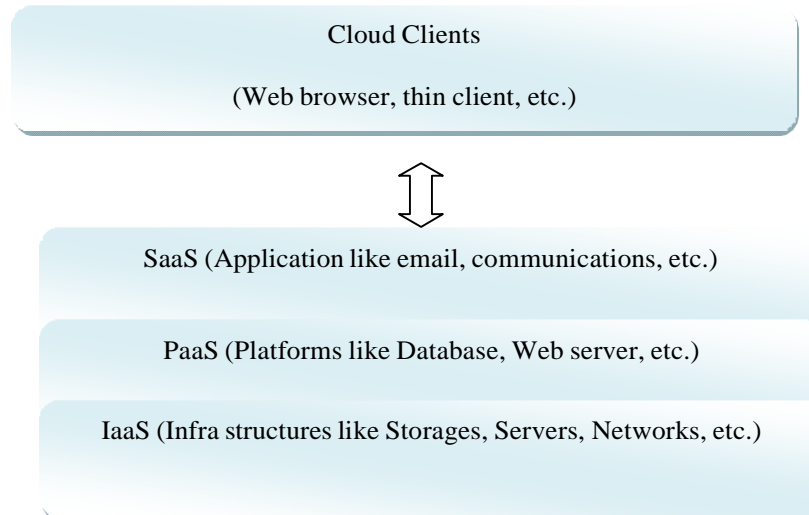 Cloud Clients
(Web browser, thin client, etc.)
SaaS (Application like email, communications, etc.)
PaaS (Platforms like Database, Web server, etc.)
IaaS (Infra structures like Storages, Servers, Networks, etc.)